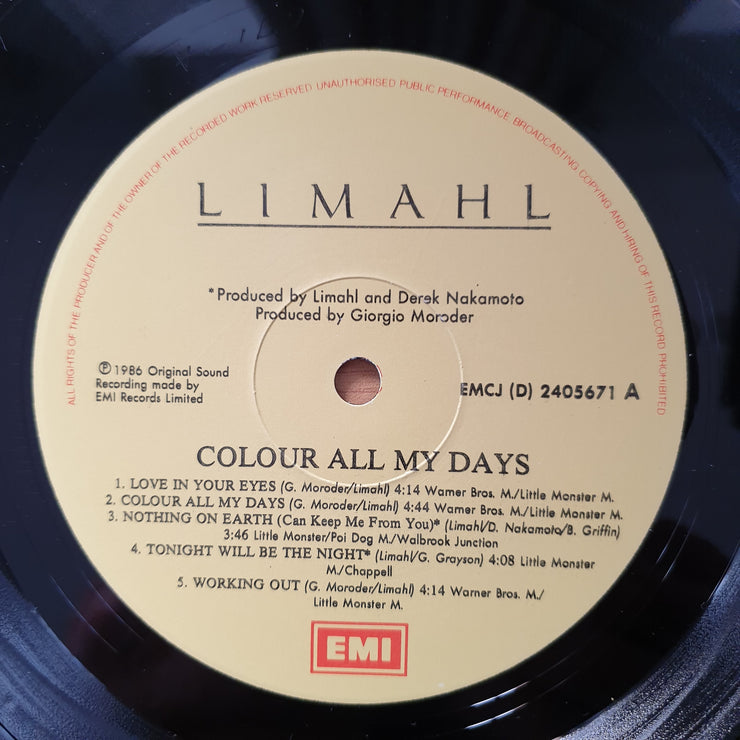 ALL RIGHTS OF THE PRODUCER AND OF THE OWNER OF THE RECORDED WORK RESERVED UNAUTHORISED PUBLIC PERFORMANCE, BROADCASTING, COPYING AND HIRING OF THIS RECORD PROHIBITED
LIMAHL
*Produced by Limahl and Derek Nakamoto
Produced by Giorgio Moroder
℗ 1986 Original Sound
Recording made by
EMI Records Limited
EMCJ (D) 2405671 A
COLOUR ALL MY DAYS
1. LOVE IN YOUR EYES (G. Moroder/Limahl) 4:14 Warner Bros. M./Little Monster M.
2. COLOUR ALL MY DAYS (G. Moroder/Limahl) 4:44 Warner Bros. M./Little Monster M.
3. NOTHING ON EARTH (Can Keep Me From You)* (Limahl/D. Nakamoto/B. Griffin)
3:46 Little Monster/Poi Dog M./Walbrook Junction
4. TONIGHT WILL BE THE NIGHT* (Limahl/G. Grayson) 4:08 Little Monster
M./Chappell
5. WORKING OUT (G. Moroder/Limahl) 4:14 Warner Bros. M./
Little Monster M.
EMI